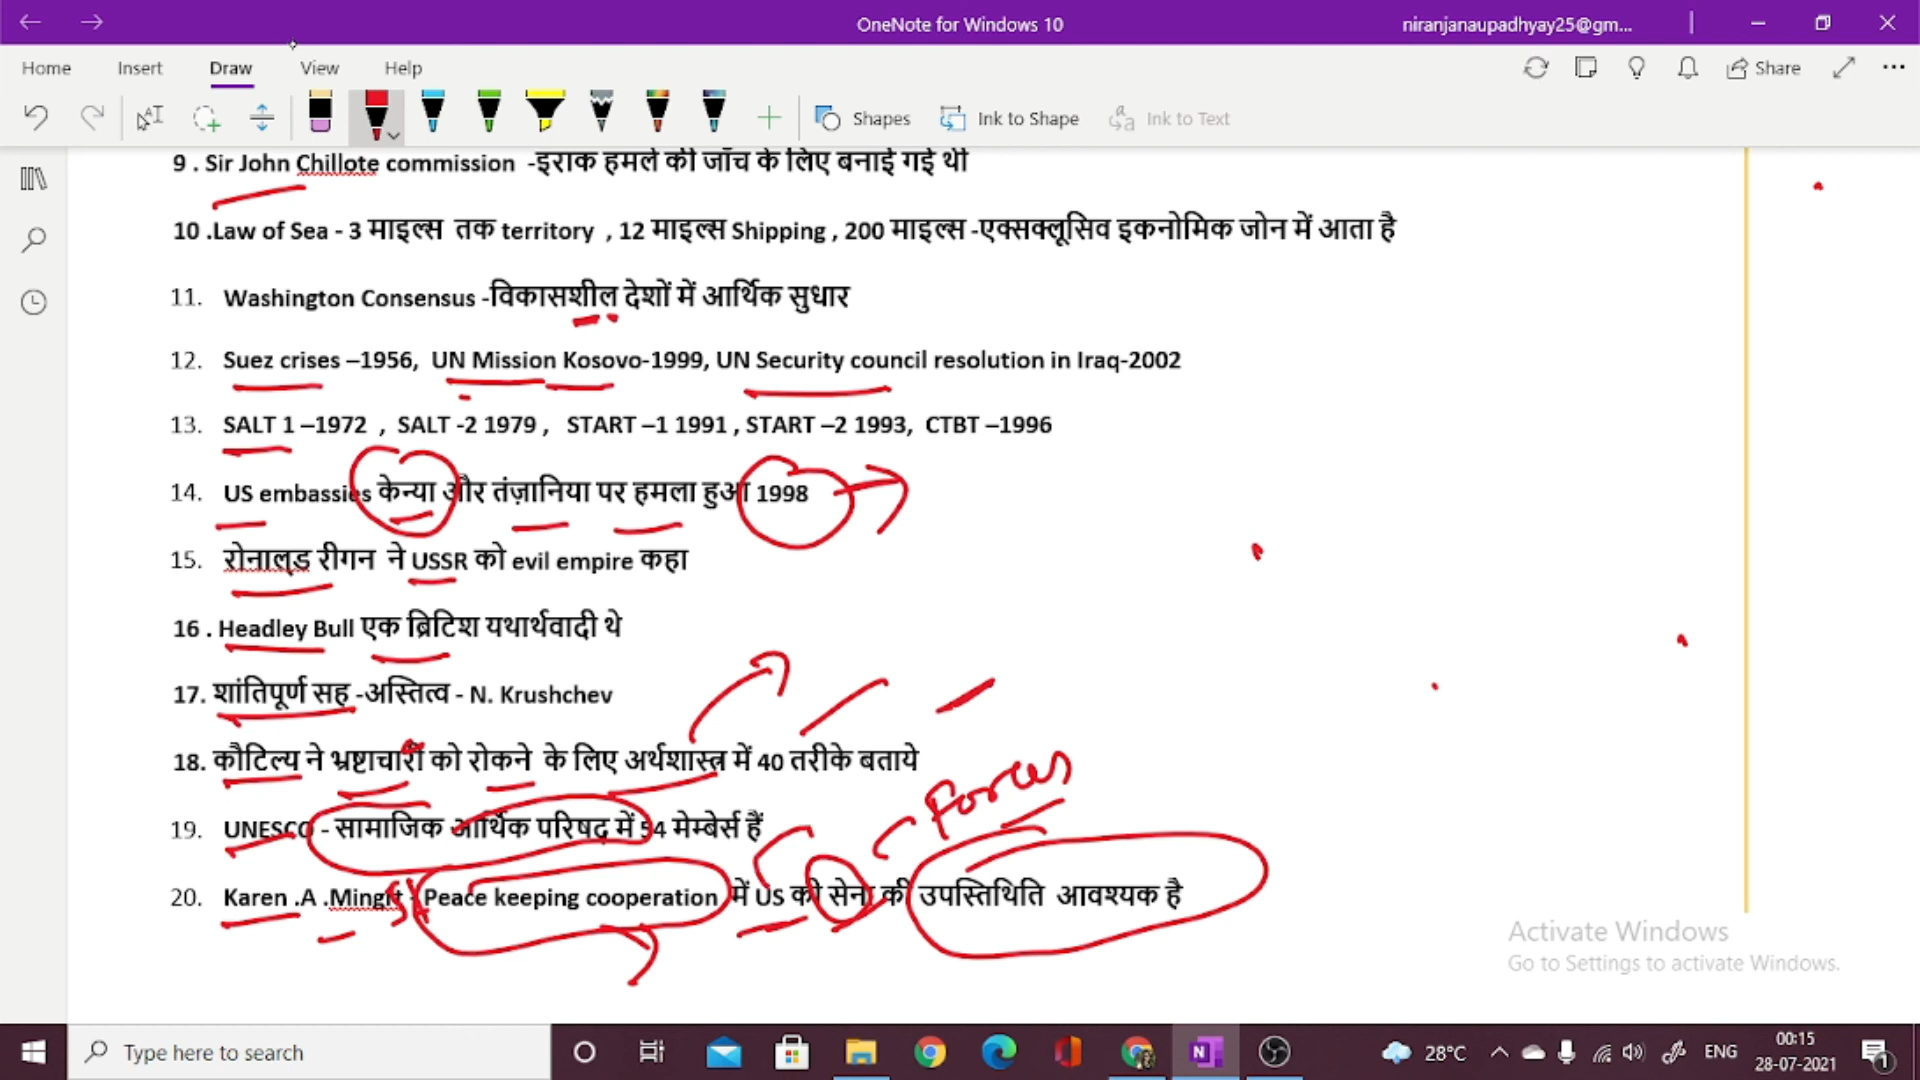 OneNote for Windows 10
niranjanaupadhyay25@gm...
Home Insert Draw View Help
Share
Shapes Ink to Shape Ink to Text
9 . Sir John Chillote commission -इराक हमले की जाँच के लिए बनाई गई थी
10 .Law of Sea - 3 माइल्स तक territory , 12 माइल्स Shipping , 200 माइल्स -एक्सक्लूसिव इकनोमिक जोन में आता है
11. Washington Consensus -विकासशील देशों में आर्थिक सुधार
12. Suez crises –1956, UN Mission Kosovo-1999, UN Security council resolution in Iraq-2002
13. SALT 1 –1972 , SALT -2 1979 , START –1 1991 , START –2 1993, CTBT –1996
14. US embassies केन्या और तंज़ानिया पर हमला हुआ 1998
15. रोनाल्ड रीगन ने USSR को evil empire कहा
16 . Headley Bull एक ब्रिटिश यथार्थवादी थे
17. शांतिपूर्ण सह -अस्तित्व - N. Krushchev
18. कौटिल्य ने भ्रष्टाचारी को रोकने के लिए अर्थशास्त्र में 40 तरीके बताये
Forces
19. UNESCO - सामाजिक आर्थिक परिषद में 54 मेम्बेर्स हैं
20. Karen .A .Mingst - Peace keeping cooperation में US की सेना की उपस्तिथिति आवश्यक है
Activate Windows
Go to Settings to activate Windows.
Type here to search
28°C
ENG
00:15
28-07-2021
1